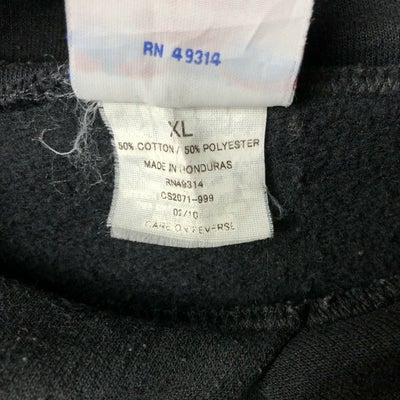 RN 49314
XL
50% COTTON / 50% POLYESTER
MADE IN HONDURAS
RN49314
CS2071-999
02/10
CARE ON REVERSE